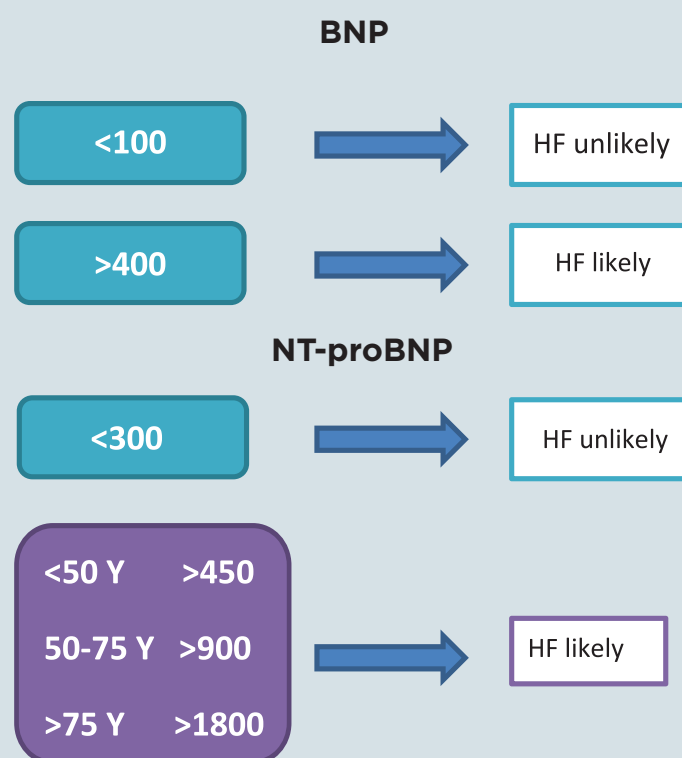 BNP
<100 HF unlikely
>400 HF likely
NT-proBNP
<300 HF unlikely
<50 Y >450
50-75 Y >900
HF likely
>75 Y >1800